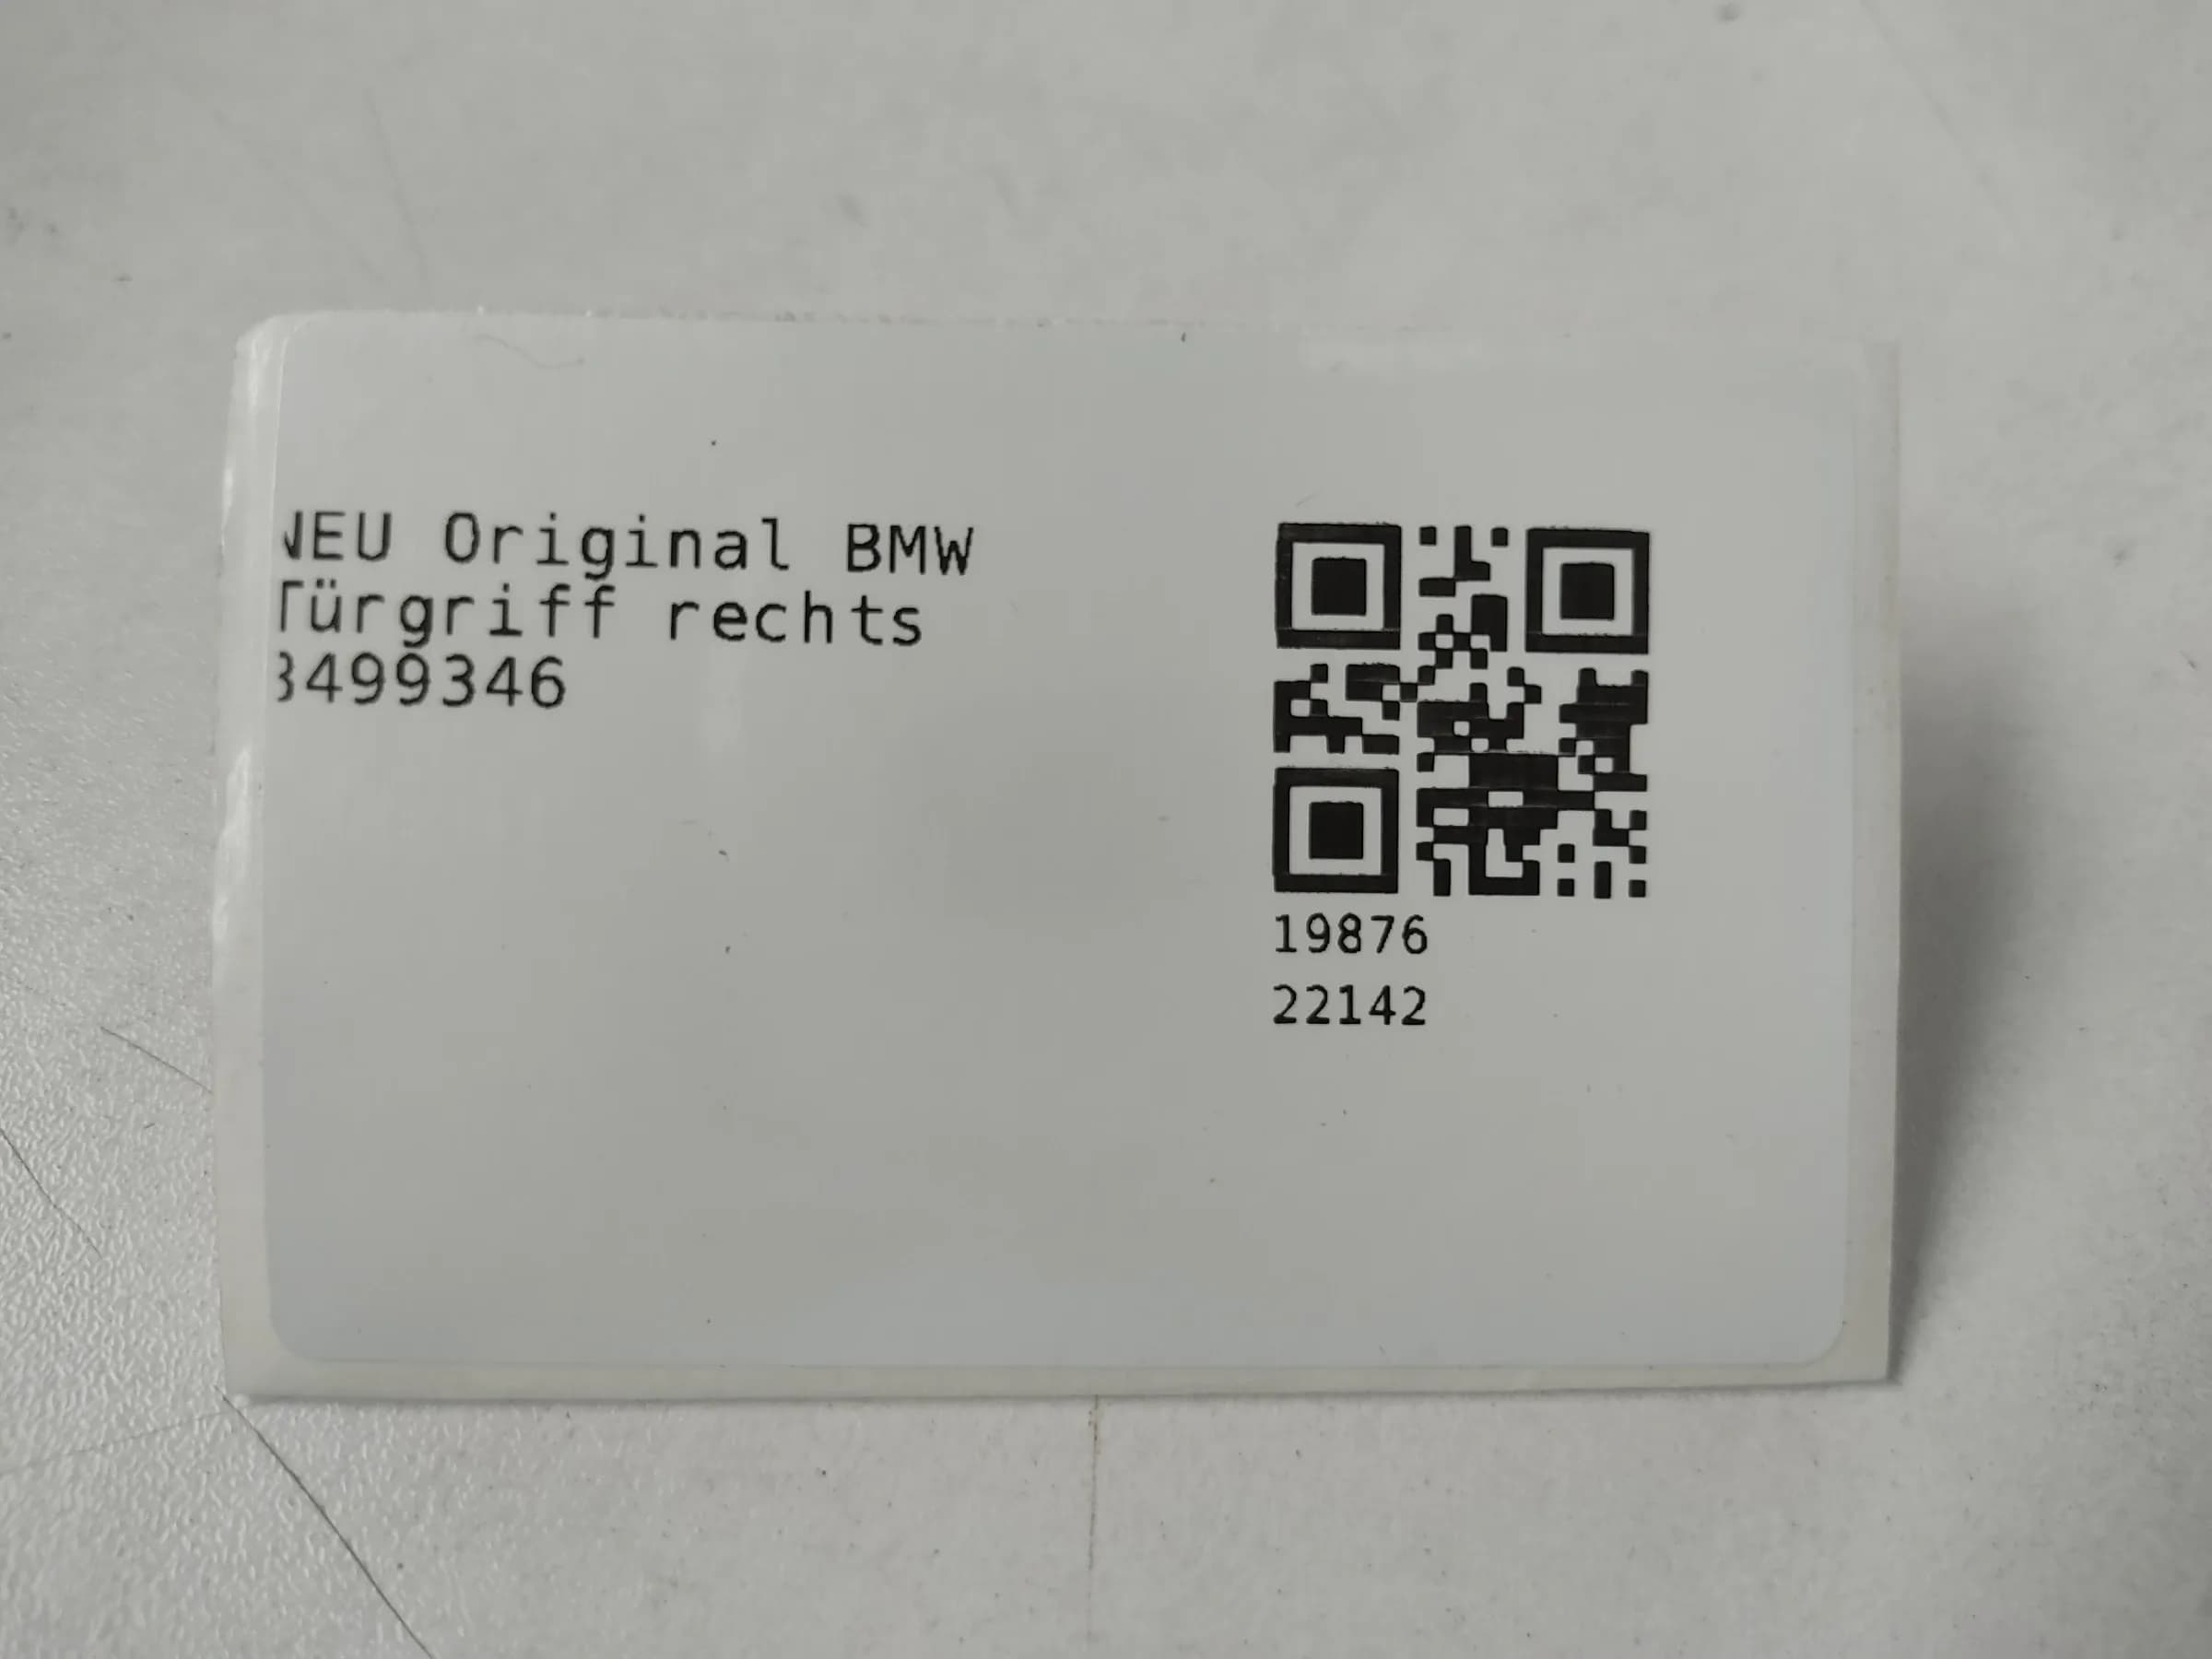 NEU Original BMW
Türgriff rechts
3499346
19876
22142